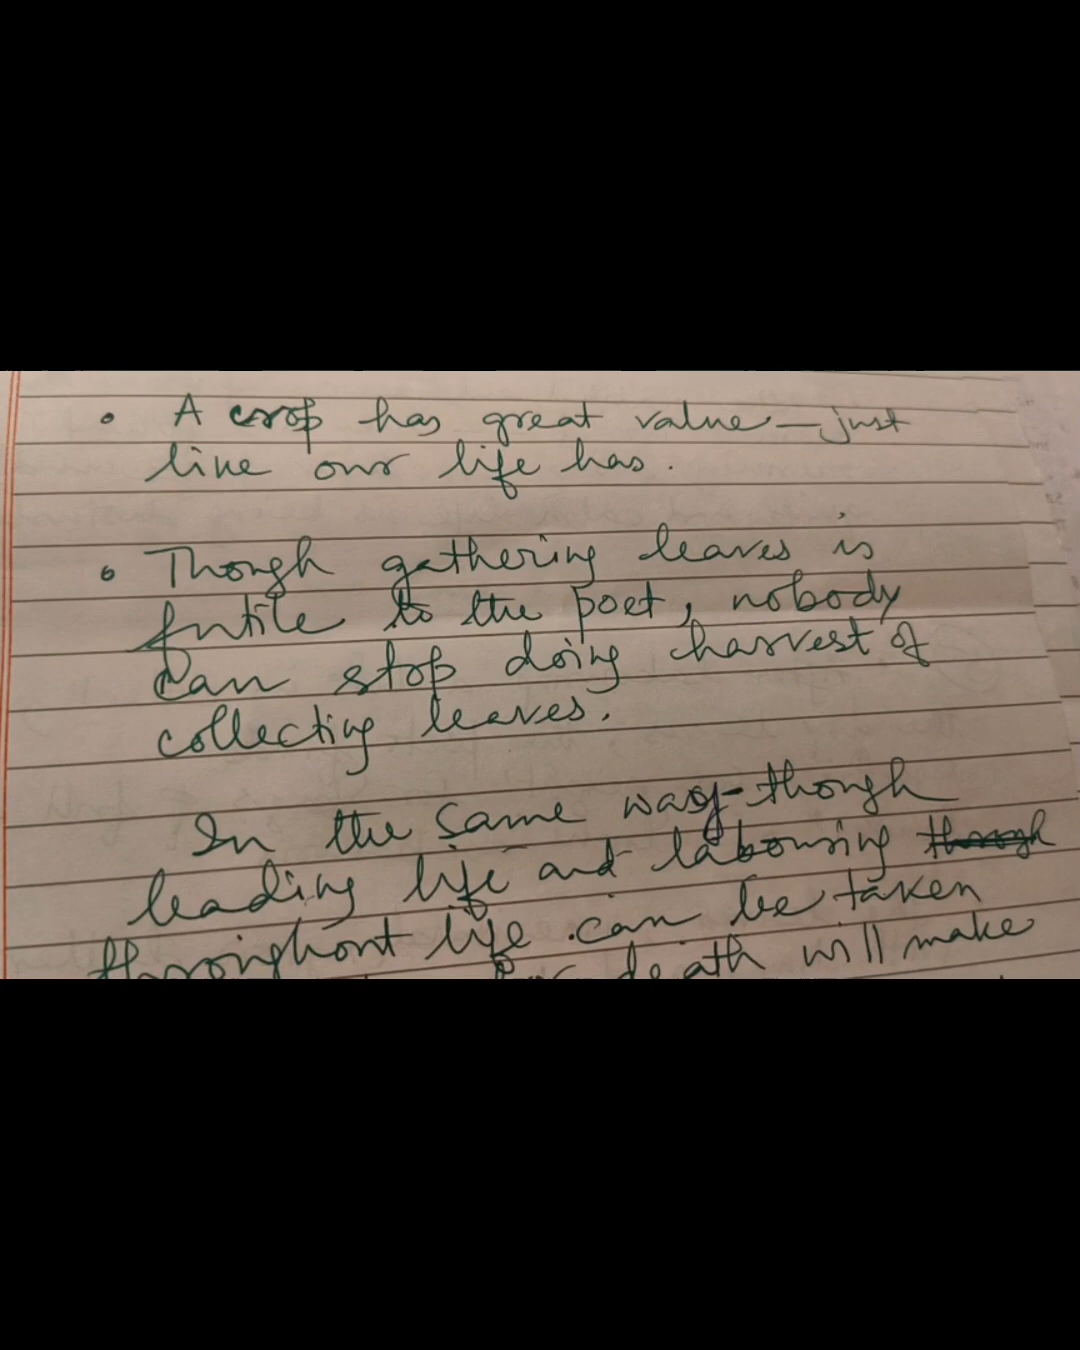 • A crop has great value – just
like our life has.
• Though gathering leaves is
futile to the poet, nobody
can stop doing harvest of
collecting leaves.
In the same way - though
leading life and labouring though
throughout life can be taken
death will make